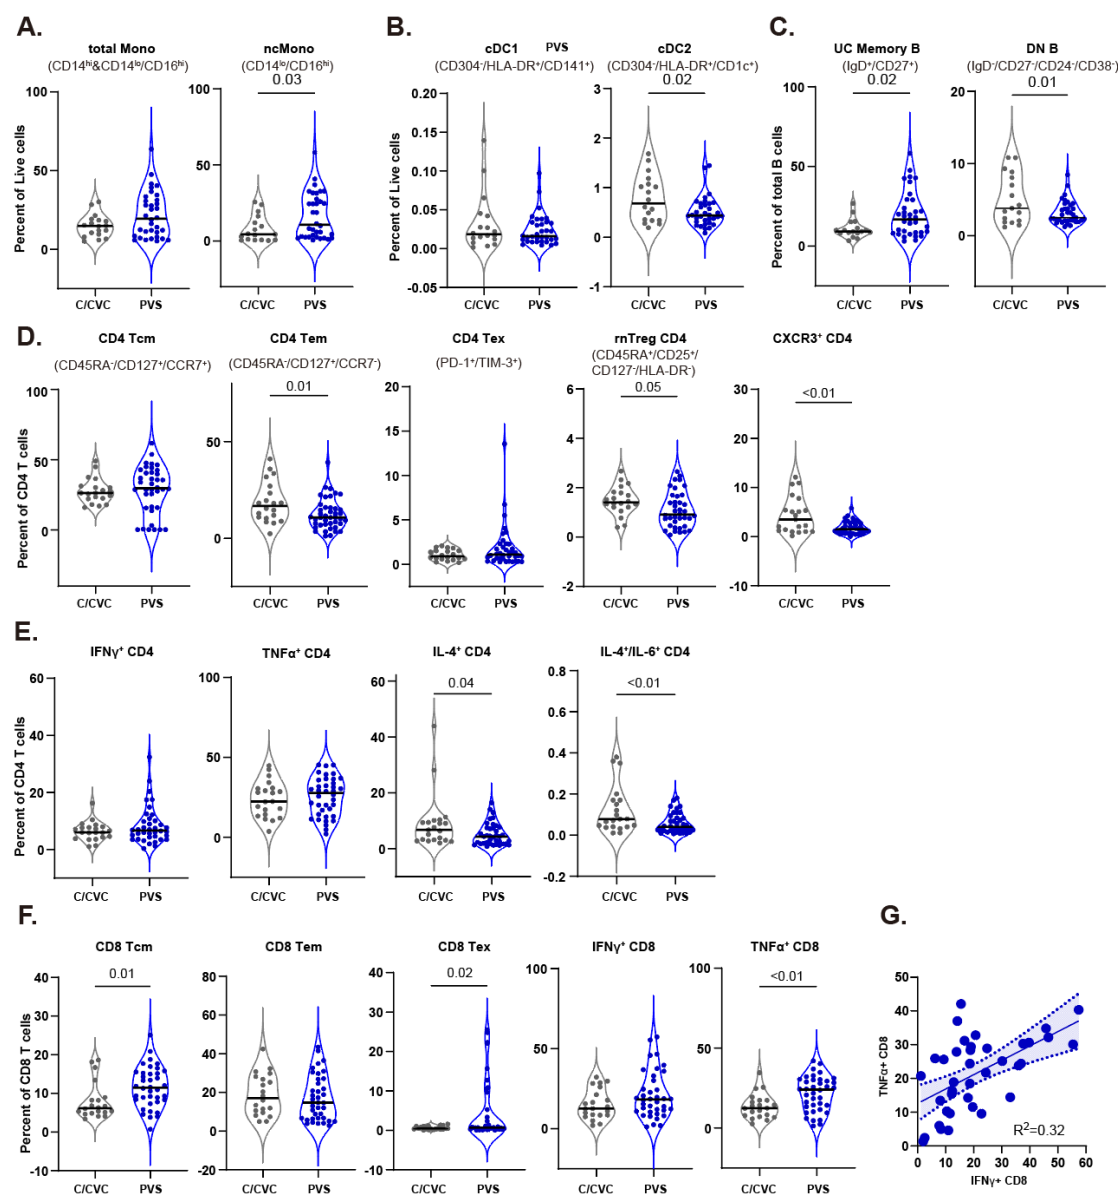 A.
B.
C.
total Mono
(CD14hi&CD14lo/CD16hi)
ncMono
(CD14lo/CD16hi)
0.03
cDC1
PVS
(CD304-/HLA-DR+/CD141+)
cDC2
(CD304-/HLA-DR+/CD1c+)
0.02
UC Memory B
(IgD+/CD27+)
0.02
DN B
(IgD-/CD27-/CD24-/CD38-)
0.01
Percent of Live cells
100
50
0
C/CVC
PVS
100
50
0
C/CVC
PVS
Percent of Live cells
0.20
0.15
0.10
0.05
0.00
-0.05
C/CVC
PVS
3
2
1
0
-1
C/CVC
PVS
Percent of total B cells
100
50
0
C/CVC
PVS
20
10
0
C/CVC
PVS
D.
CD4 Tcm
(CD45RA-/CD127+/CCR7+)
CD4 Tem
(CD45RA-/CD127+/CCR7-)
0.01
CD4 Tex
(PD-1+/TIM-3+)
rnTreg CD4
(CD45RA+/CD25+/
CD127-/HLA-DR-)
0.05
CXCR3+ CD4
<0.01
Percent of CD4 T cells
100
50
0
C/CVC
PVS
50
0
C/CVC
PVS
20
15
10
5
0
C/CVC
PVS
6
4
2
0
-2
C/CVC
PVS
30
20
10
0
-10
C/CVC
PVS
E.
IFNγ+ CD4
TNFα+ CD4
IL-4+ CD4
0.04
IL-4+/IL-6+ CD4
<0.01
Percent of CD4 T cells
60
40
20
0
C/CVC
PVS
100
50
0
C/CVC
PVS
60
40
20
0
C/CVC
PVS
0.8
0.6
0.4
0.2
0.0
-0.2
C/CVC
PVS
F.
G.
CD8 Tcm
0.01
CD8 Tem
CD8 Tex
0.02
IFNγ+ CD8
TNFα+ CD8
<0.01
Percent of CD8 T cells
40
30
20
10
0
-10
C/CVC
PVS
80
60
40
20
0
-20
C/CVC
PVS
40
30
20
10
0
-10
C/CVC
PVS
100
50
0
C/CVC
PVS
100
50
0
C/CVC
PVS
TNFα+ CD8
50
40
30
20
10
0
R2=0.32
0 10 20 30 40 50 60
IFNγ+ CD8